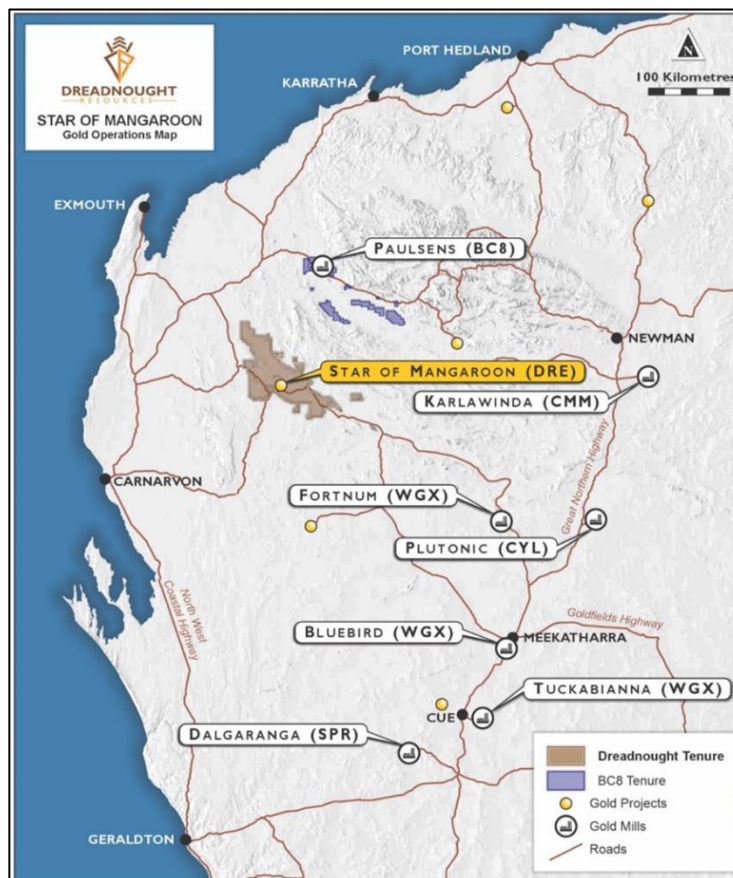 DREADNOUGHT
RESOURCES
STAR OF MANGAROON
Gold Operations Map
PORT HEDLAND
N
100 Kilometres
KARRATHA
EXMOUTH
PAULSENS (BC8)
NEWMAN
STAR OF MANGAROON (DRE)
KARLAWINDA (CMM)
CARNARVON
FORTNUM (WGX)
Great Northern Highway
PLUTONIC (CYL)
North West
Coastal Highway
Goldfields Highway
BLUEBIRD (WGX)
MEEKATHARRA
TUCKABIANNA (WGX)
CUE
DALGARANGA (SPR)
GERALDTON
Dreadnought Tenure
BC8 Tenure
Gold Projects
Gold Mills
Roads